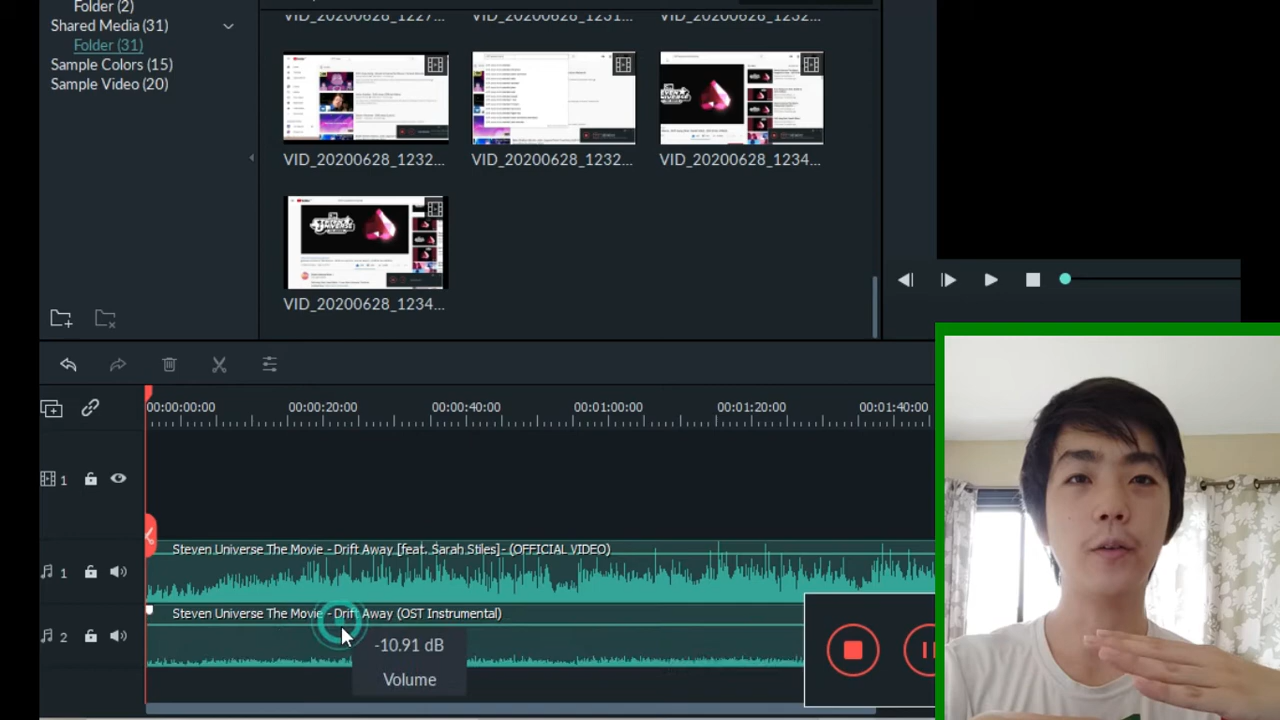 Folder (2)
Shared Media (31)
Folder (31)
Sample Colors (15)
Sample Video (20)
VID_20200628_1227
VID_20200628_1231
VID_20200628_1232
VID_20200628_1232...
VID_20200628_1232...
VID_20200628_1234...
VID_20200628_1234...
00:00:00:00
00:00:20:00
00:00:40:00
00:01:00:00
00:01:20:00
00:01:40:00
1
Steven Universe The Movie - Drift Away [feat. Sarah Stiles] - (OFFICIAL VIDEO)
1
Steven Universe The Movie - Drift Away (OST Instrumental)
2
-10.91 dB
Volume